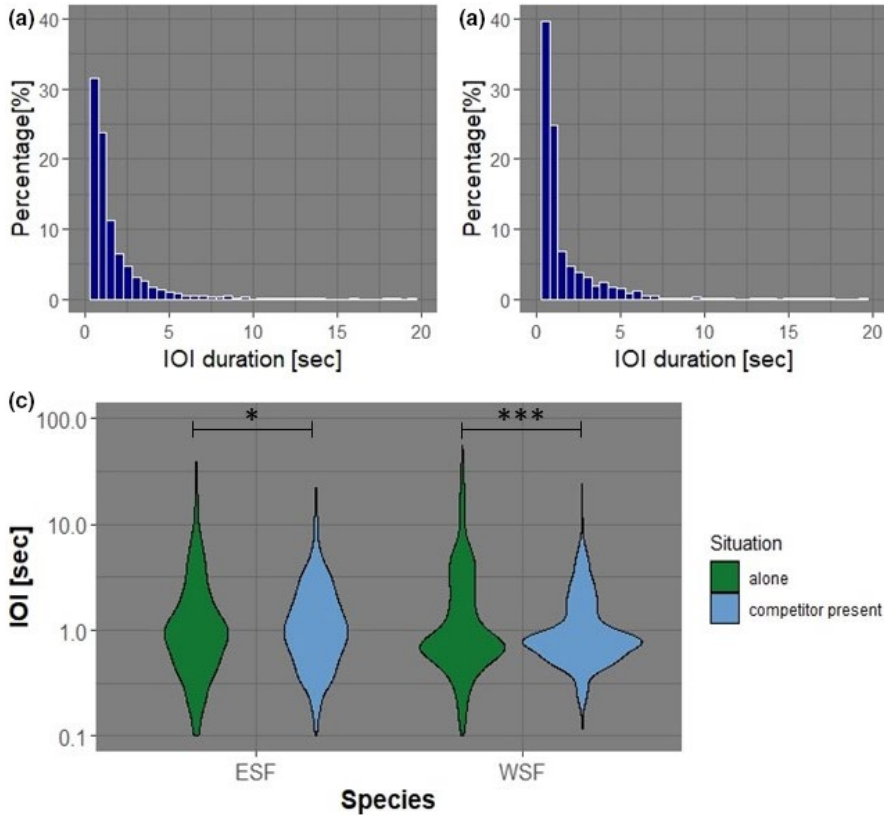 (a)
40
30
20
10
0
Percentage[%]
0 5 10 15 20
IOI duration [sec]
(a)
40
30
20
10
0
Percentage[%]
0 5 10 15 20
IOI duration [sec]
(c)
100.0
10.0
1.0
0.1
IOI [sec]
*
***
ESF WSF
Species
Situation
alone
competitor present